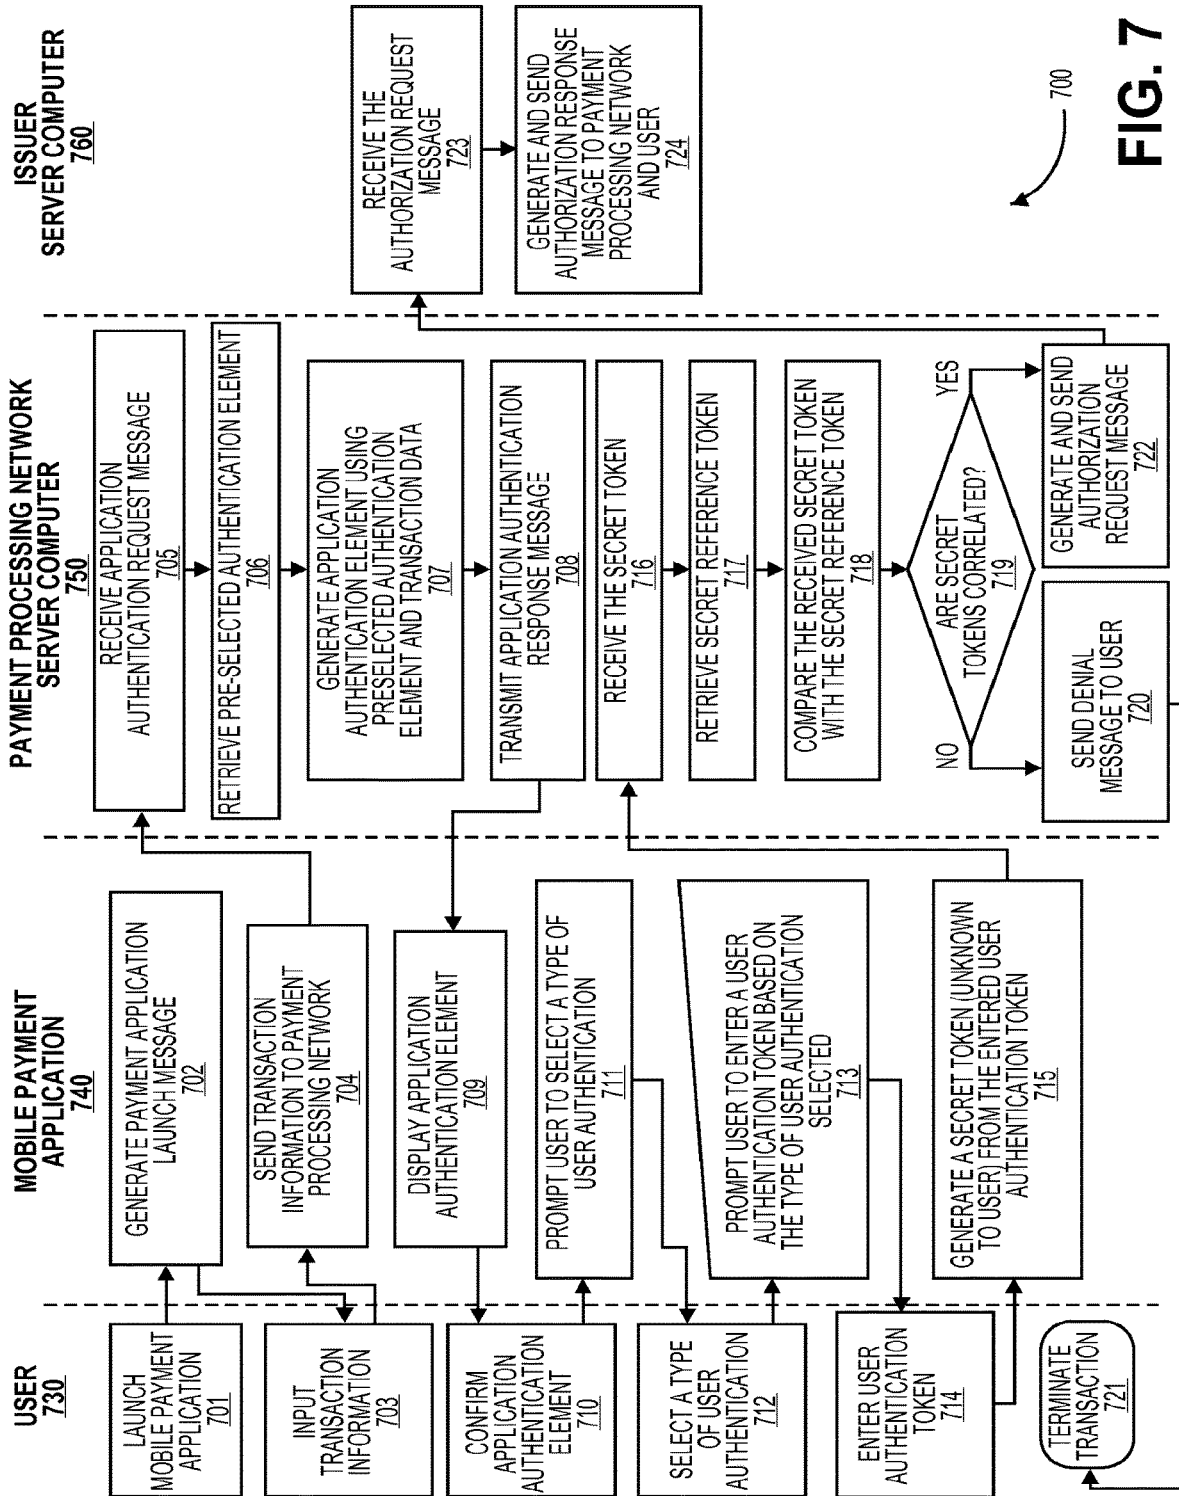 USER
730
MOBILE PAYMENT
APPLICATION
740
PAYMENT PROCESSING NETWORK
SERVER COMPUTER
750
ISSUER
SERVER COMPUTER
760
LAUNCH
MOBILE PAYMENT
APPLICATION
701
GENERATE PAYMENT APPLICATION
LAUNCH MESSAGE
702
INPUT
TRANSACTION
INFORMATION
703
SEND TRANSACTION
INFORMATION TO PAYMENT
PROCESSING NETWORK
704
RECEIVE APPLICATION
AUTHENTICATION REQUEST MESSAGE
705
RETRIEVE PRE-SELECTED AUTHENTICATION ELEMENT
706
GENERATE APPLICATION
AUTHENTICATION ELEMENT USING
PRESELECTED AUTHENTICATION
ELEMENT AND TRANSACTION DATA
707
TRANSMIT APPLICATION AUTHENTICATION
RESPONSE MESSAGE
708
DISPLAY APPLICATION
AUTHENTICATION ELEMENT
709
CONFIRM
APPLICATION
AUTHENTICATION
ELEMENT
710
PROMPT USER TO SELECT A TYPE OF
USER AUTHENTICATION
711
SELECT A TYPE
OF USER
AUTHENTICATION
712
PROMPT USER TO ENTER A USER
AUTHENTICATION TOKEN BASED ON
THE TYPE OF USER AUTHENTICATION
SELECTED
713
ENTER USER
AUTHENTICATION
TOKEN
714
GENERATE A SECRET TOKEN (UNKNOWN
TO USER) FROM THE ENTERED USER
AUTHENTICATION TOKEN
715
RECEIVE THE SECRET TOKEN
716
RETRIEVE SECRET REFERENCE TOKEN
717
COMPARE THE RECEIVED SECRET TOKEN
WITH THE SECRET REFERENCE TOKEN
718
ARE SECRET
TOKENS CORRELATED?
719
NO
YES
SEND DENIAL
MESSAGE TO USER
720
TERMINATE
TRANSACTION
721
GENERATE AND SEND
AUTHORIZATION
REQUEST MESSAGE
722
RECEIVE THE
AUTHORIZATION REQUEST
MESSAGE
723
GENERATE AND SEND
AUTHORIZATION RESPONSE
MESSAGE TO PAYMENT
PROCESSING NETWORK
AND USER
724
700
FIG. 7